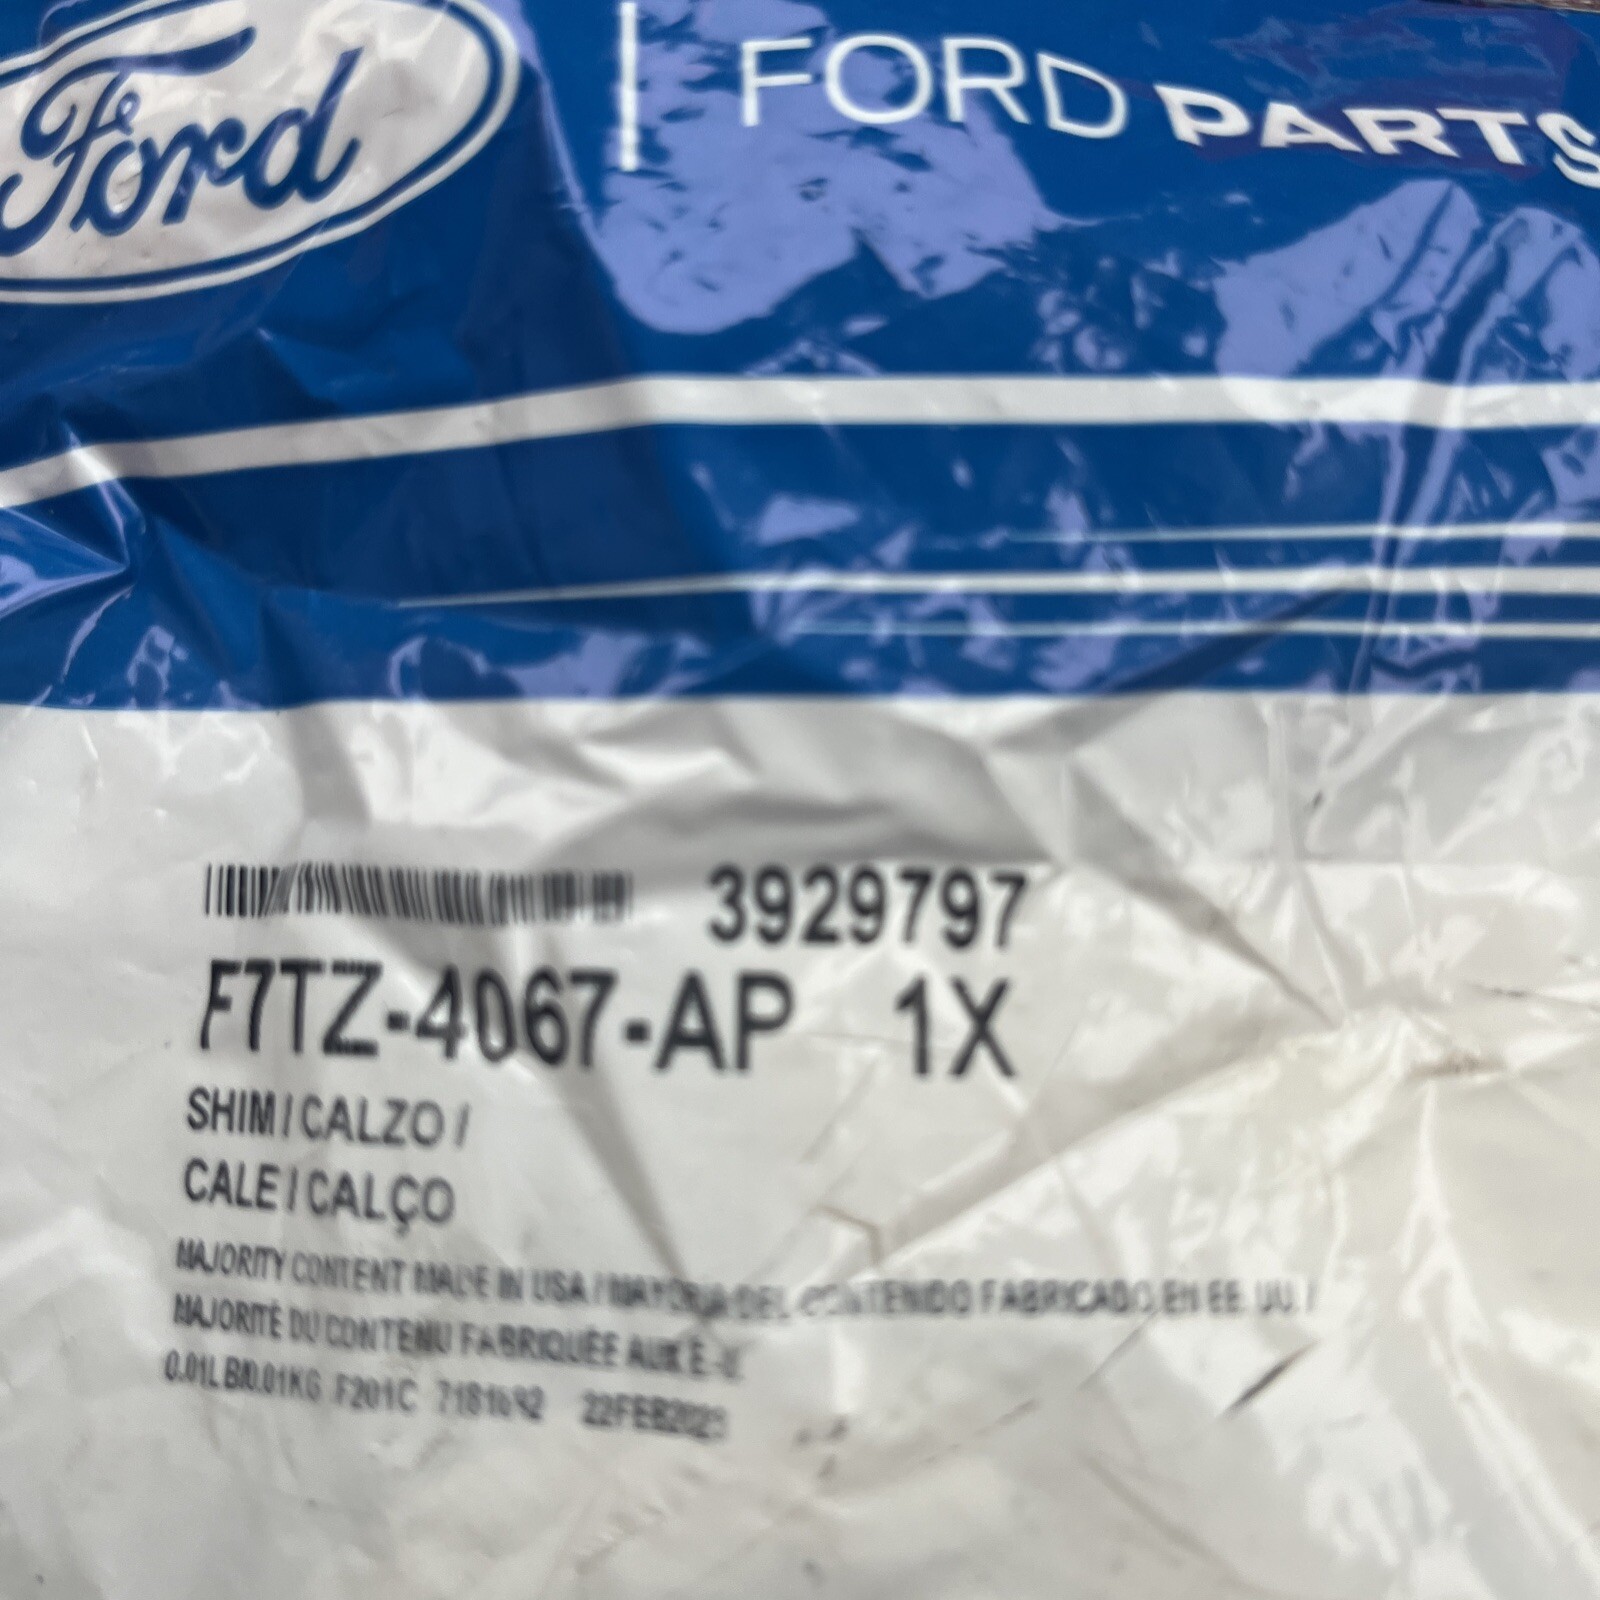 Ford | FORD PARTS
3929797
F7TZ-4067-AP 1X
SHIM / CALZO /
CALE / CALÇO
MAJORITY CONTENT MADE IN USA / MAYORIA DEL CONTENIDO FABRICADO EN EE. UU. /
MAJORITÉ DU CONTENU FABRIQUÉE AUX É.-U.
0.01LB/0.01KG F201C 22FEB